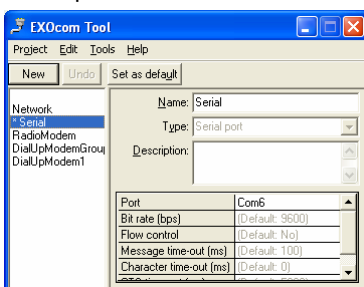 EXOcom Tool
Project Edit Tools Help
New Undo Set as default
Network
* Serial
RadioModem
DialUpModemGroup
DialUpModem1
Name: Serial
Type: Serial port
Description:
Port Com6
Bit rate (bps) (Default: 9600)
Flow control (Default: No)
Message time-out (ms) (Default: 100)
Character time-out (ms) (Default: 0)